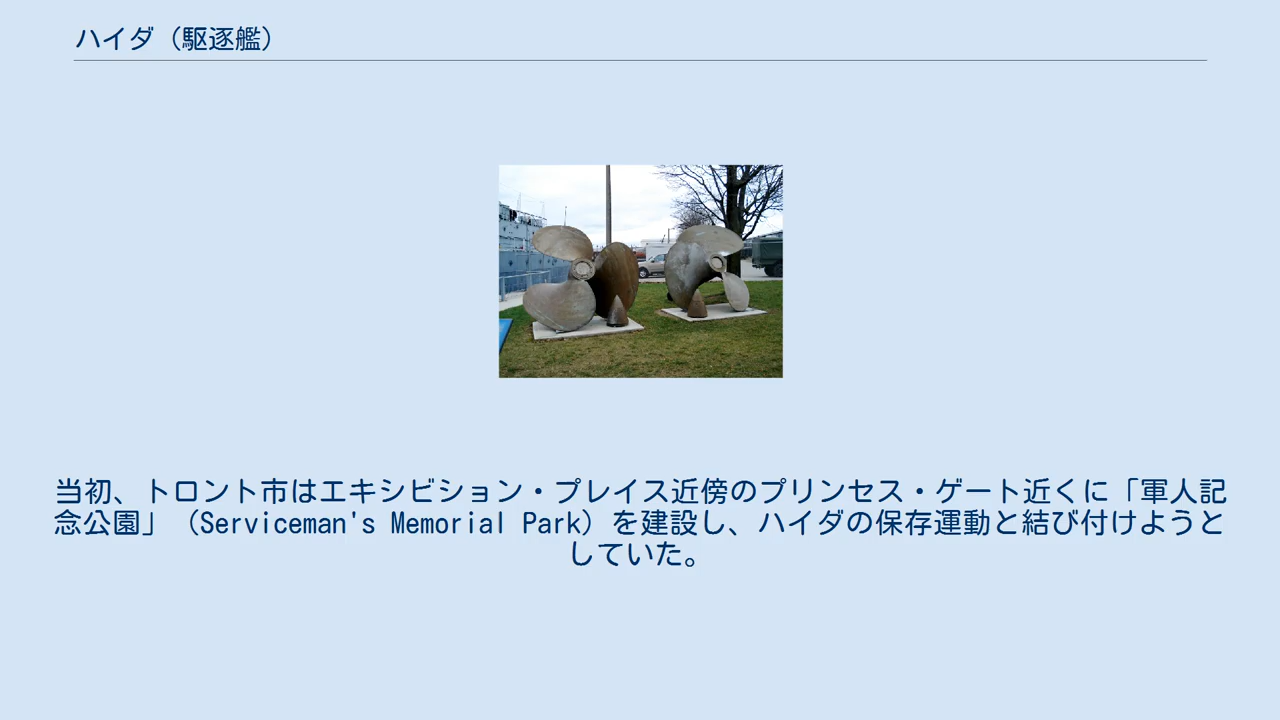 ハイダ（駆逐艦）
当初、トロント市はエキシビション・プレイス近傍のプリンセス・ゲート近くに「軍人記
念公園」（Serviceman's Memorial Park）を建設し、ハイダの保存運動と結び付けようと
していた。